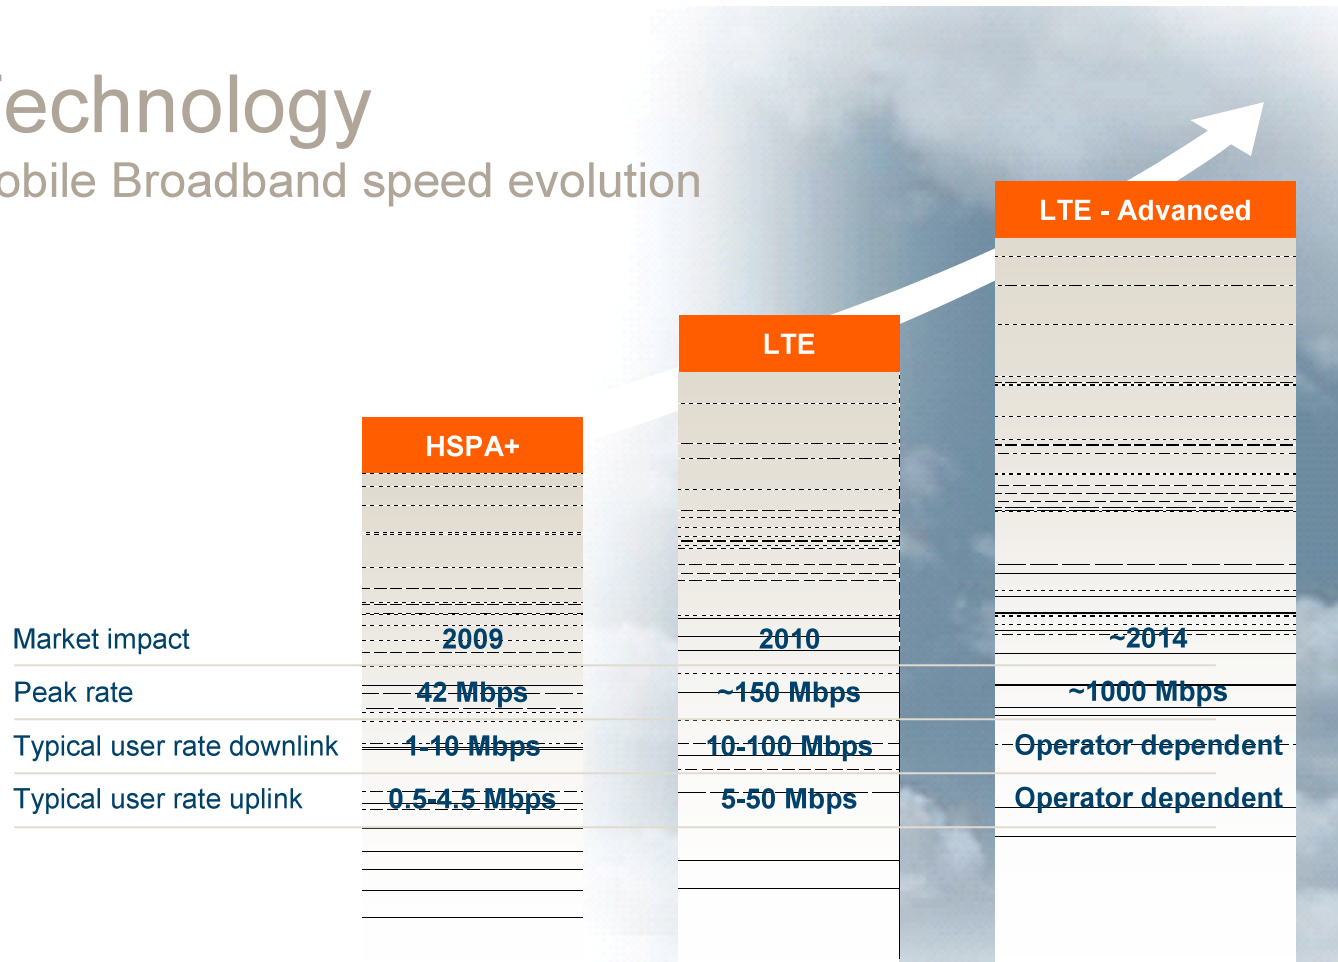 Technology
obile Broadband speed evolution
LTE - Advanced
LTE
HSPA+
Market impact 2009 2010 ~2014
Peak rate 42 Mbps ~150 Mbps ~1000 Mbps
Typical user rate downlink 1-10 Mbps 10-100 Mbps Operator dependent
Typical user rate uplink 0.5-4.5 Mbps 5-50 Mbps Operator dependent